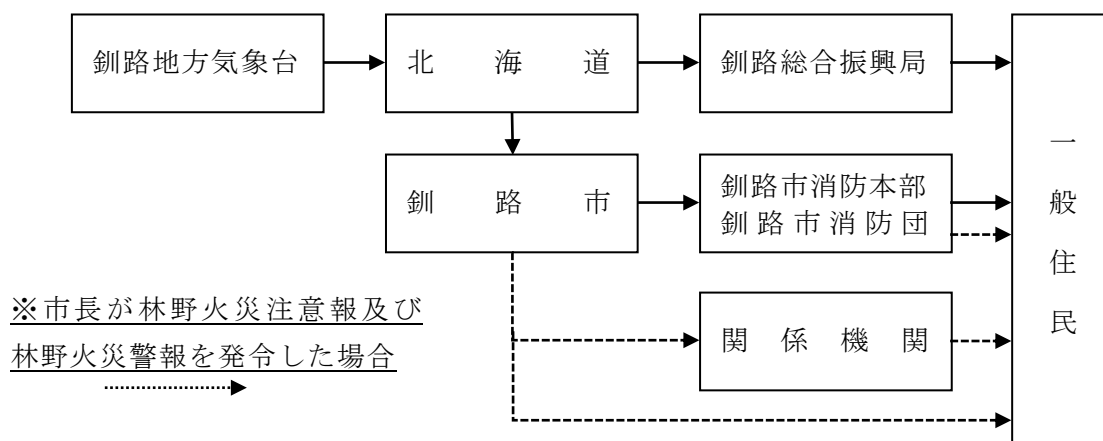 釧路地方気象台
北海道
釧路総合振興局
一般住民
釧路市
釧路市消防本部
釧路市消防団
※市長が林野火災注意報及び
林野火災警報を発令した場合
関係機関